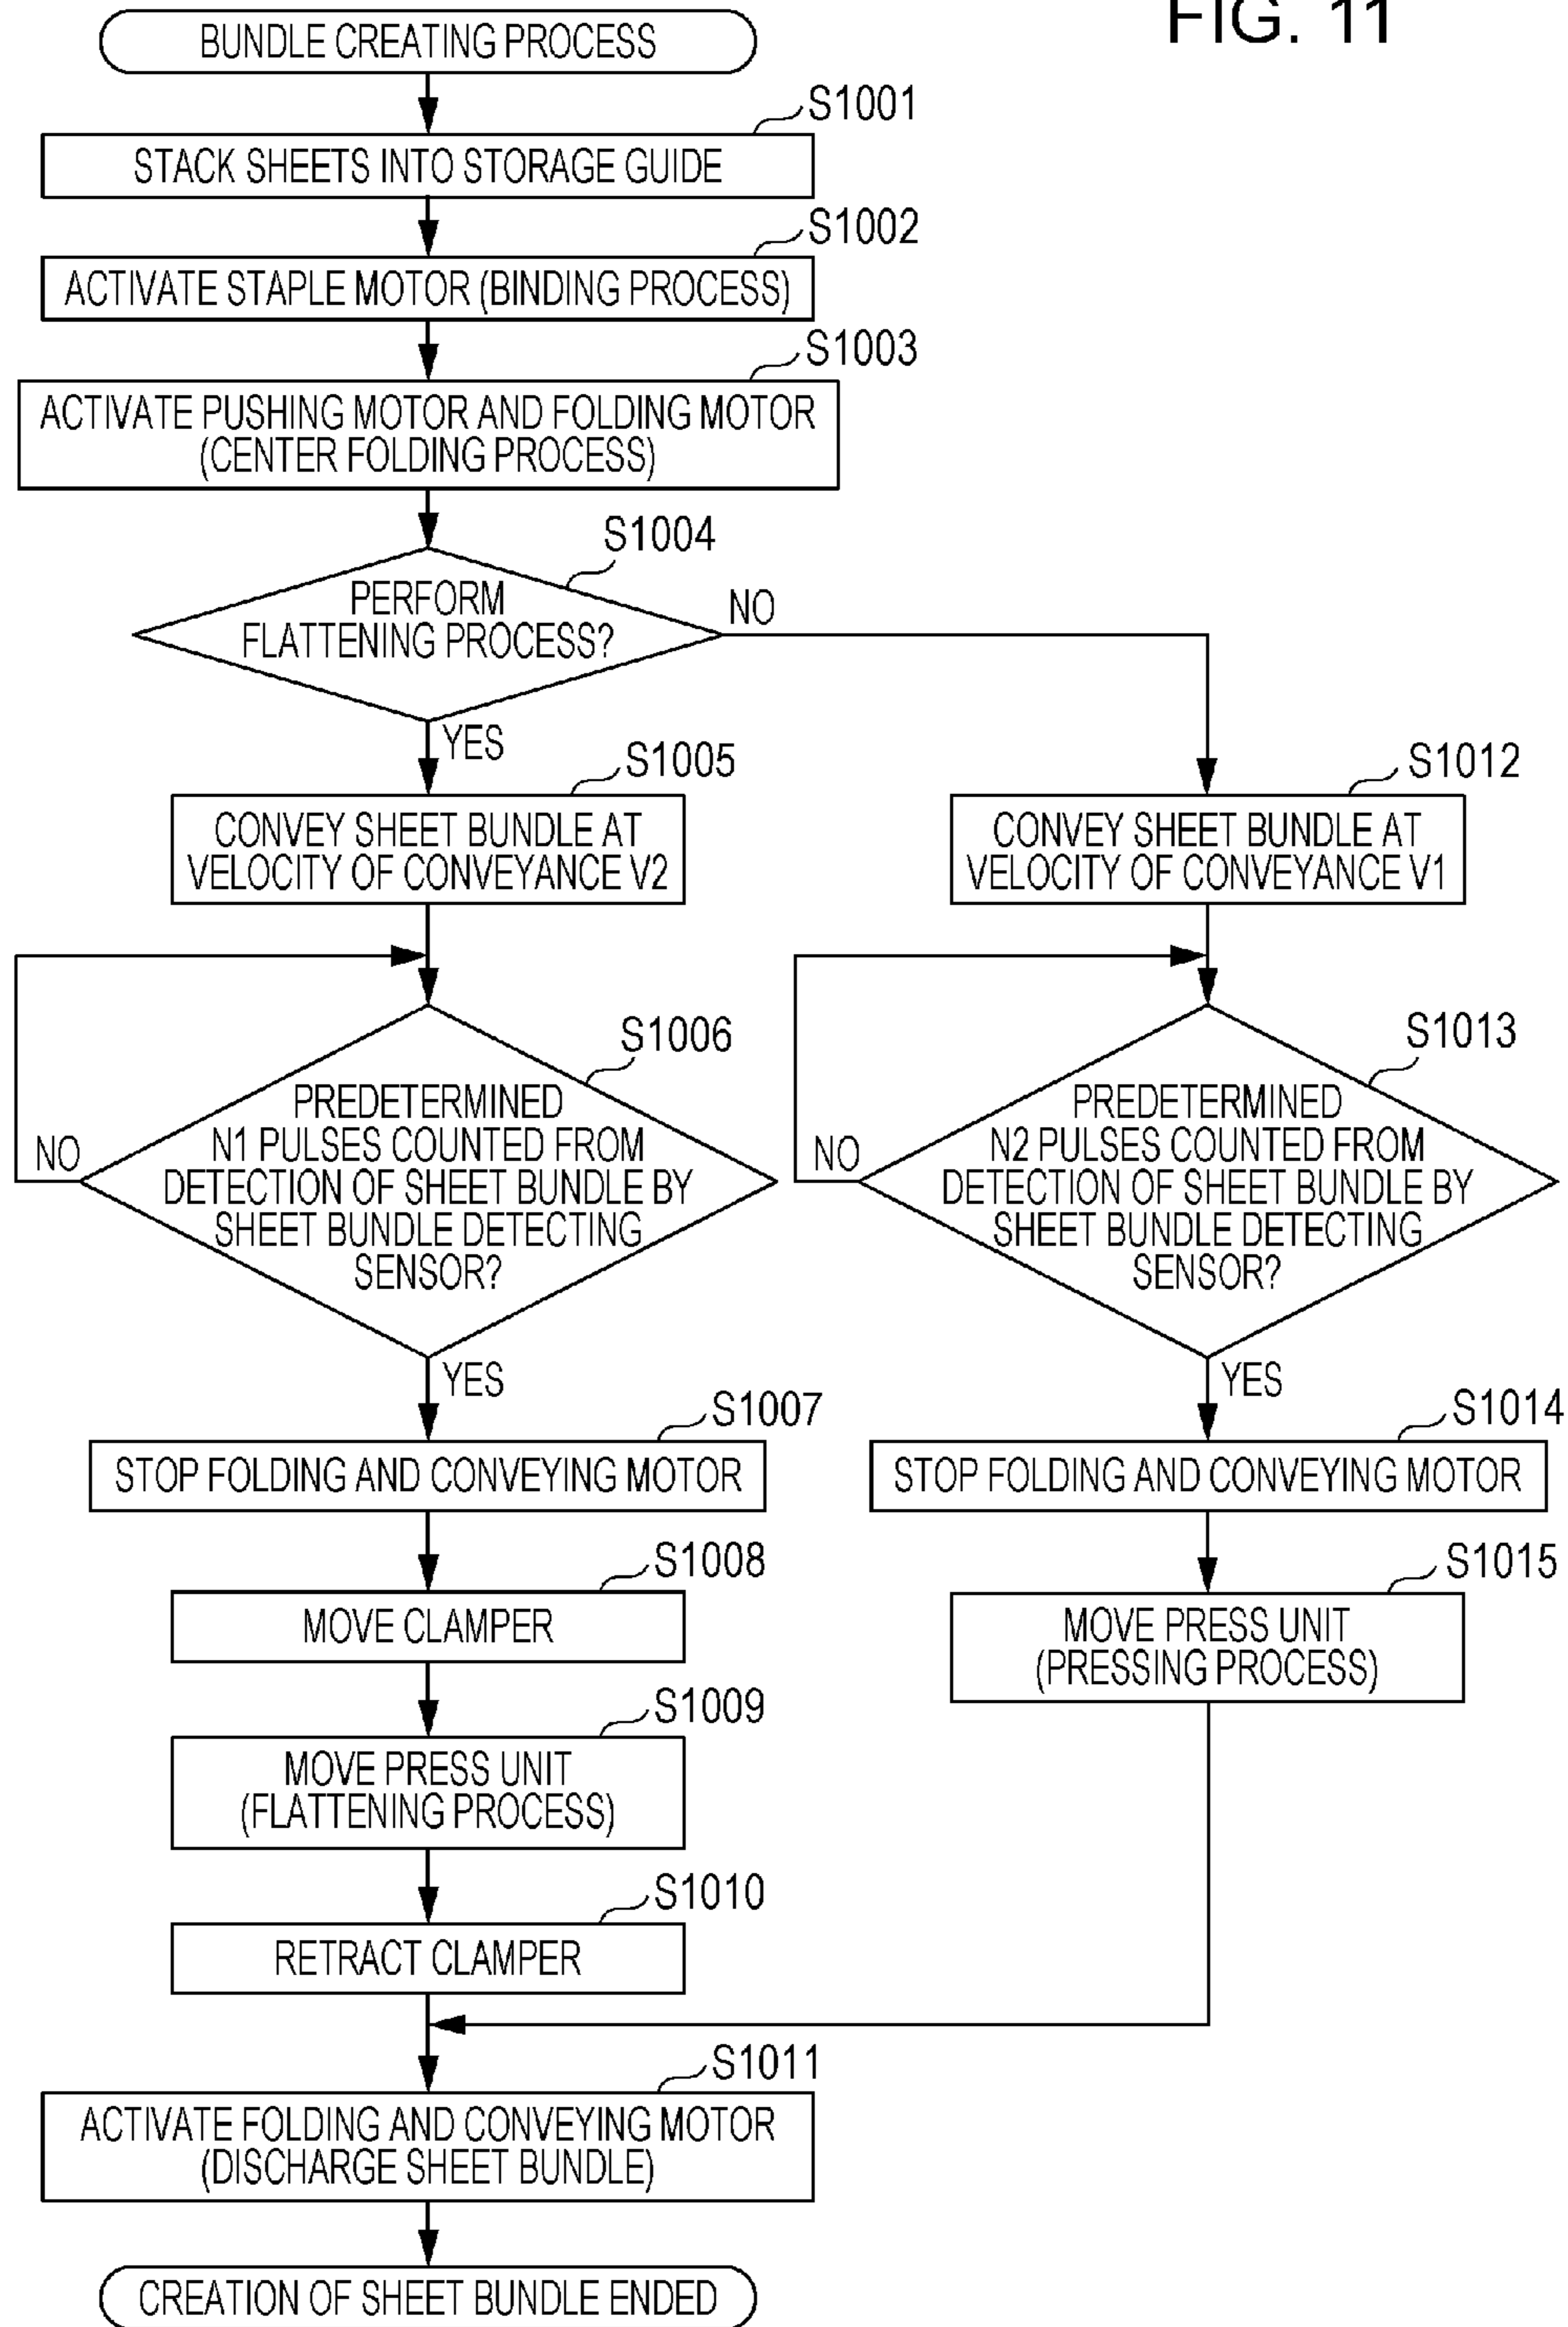 FIG. 11
BUNDLE CREATING PROCESS
S1001
STACK SHEETS INTO STORAGE GUIDE
S1002
ACTIVATE STAPLE MOTOR (BINDING PROCESS)
S1003
ACTIVATE PUSHING MOTOR AND FOLDING MOTOR
(CENTER FOLDING PROCESS)
S1004
PERFORM
FLATTENING PROCESS?
NO
YES
S1005
CONVEY SHEET BUNDLE AT
VELOCITY OF CONVEYANCE V2
S1006
PREDETERMINED
N1 PULSES COUNTED FROM
DETECTION OF SHEET BUNDLE BY
SHEET BUNDLE DETECTING
SENSOR?
NO
YES
S1007
STOP FOLDING AND CONVEYING MOTOR
S1008
MOVE CLAMPER
S1009
MOVE PRESS UNIT
(FLATTENING PROCESS)
S1010
RETRACT CLAMPER
S1012
CONVEY SHEET BUNDLE AT
VELOCITY OF CONVEYANCE V1
S1013
PREDETERMINED
N2 PULSES COUNTED FROM
DETECTION OF SHEET BUNDLE BY
SHEET BUNDLE DETECTING
SENSOR?
NO
YES
S1014
STOP FOLDING AND CONVEYING MOTOR
S1015
MOVE PRESS UNIT
(PRESSING PROCESS)
S1011
ACTIVATE FOLDING AND CONVEYING MOTOR
(DISCHARGE SHEET BUNDLE)
CREATION OF SHEET BUNDLE ENDED